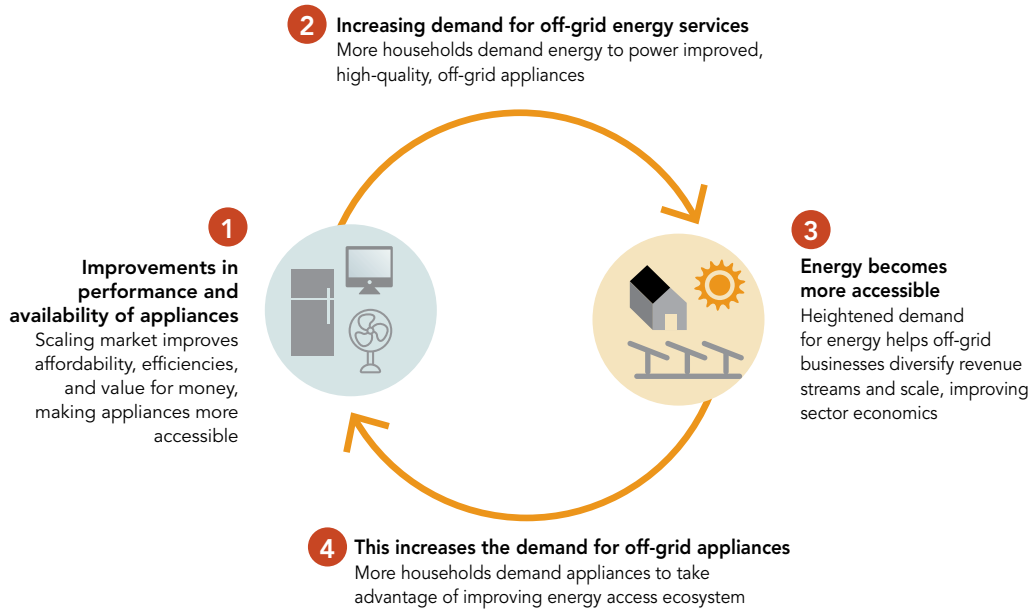 1
Improvements in
performance and
availability of appliances
Scaling market improves
affordability, efficiencies,
and value for money,
making appliances more
accessible
2
Increasing demand for off-grid energy services
More households demand energy to power improved,
high-quality, off-grid appliances
3
Energy becomes
more accessible
Heightened demand
for energy helps off-grid
businesses diversify revenue
streams and scale, improving
sector economics
4
This increases the demand for off-grid appliances
More households demand appliances to take
advantage of improving energy access ecosystem